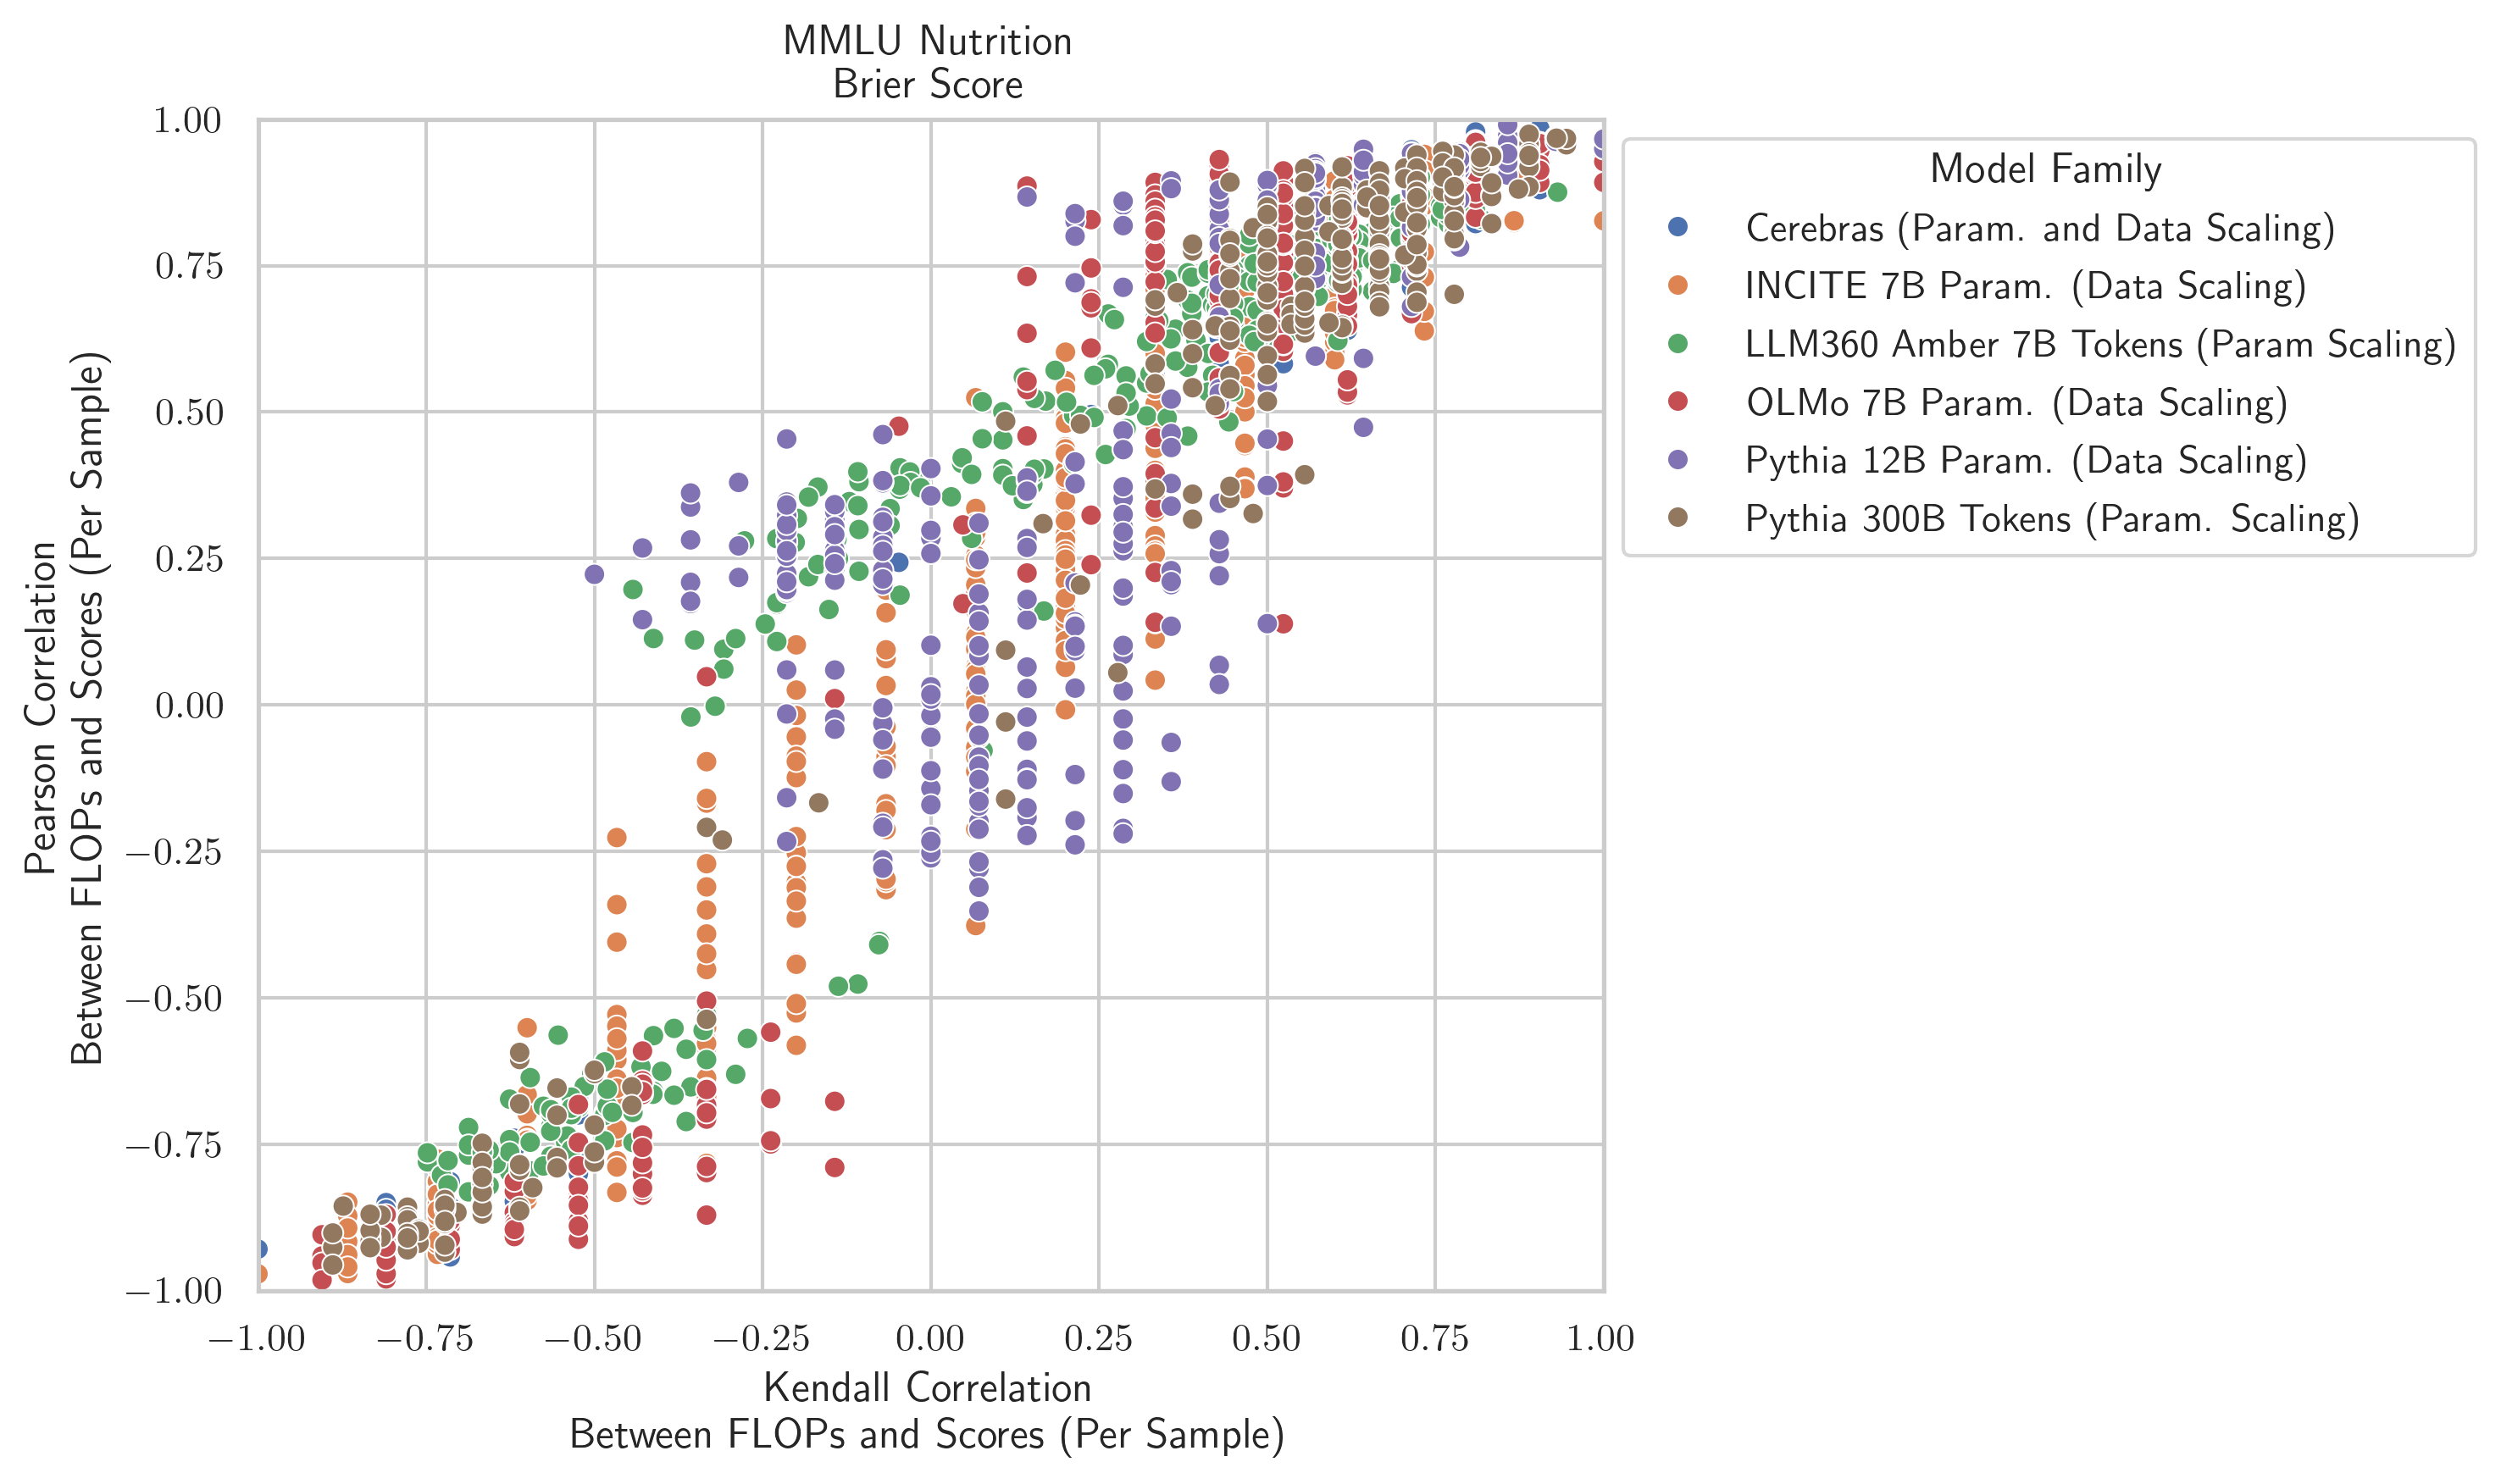 MMLU Nutrition
Brier Score
Pearson Correlation
Between FLOPs and Scores (Per Sample)
1.00
0.75
0.50
0.25
0.00
−0.25
−0.50
−0.75
−1.00
−1.00 −0.75 −0.50 −0.25 0.00 0.25 0.50 0.75 1.00
Kendall Correlation
Between FLOPs and Scores (Per Sample)
Model Family
Cerebras (Param. and Data Scaling)
INCITE 7B Param. (Data Scaling)
LLM360 Amber 7B Tokens (Param Scaling)
OLMo 7B Param. (Data Scaling)
Pythia 12B Param. (Data Scaling)
Pythia 300B Tokens (Param. Scaling)